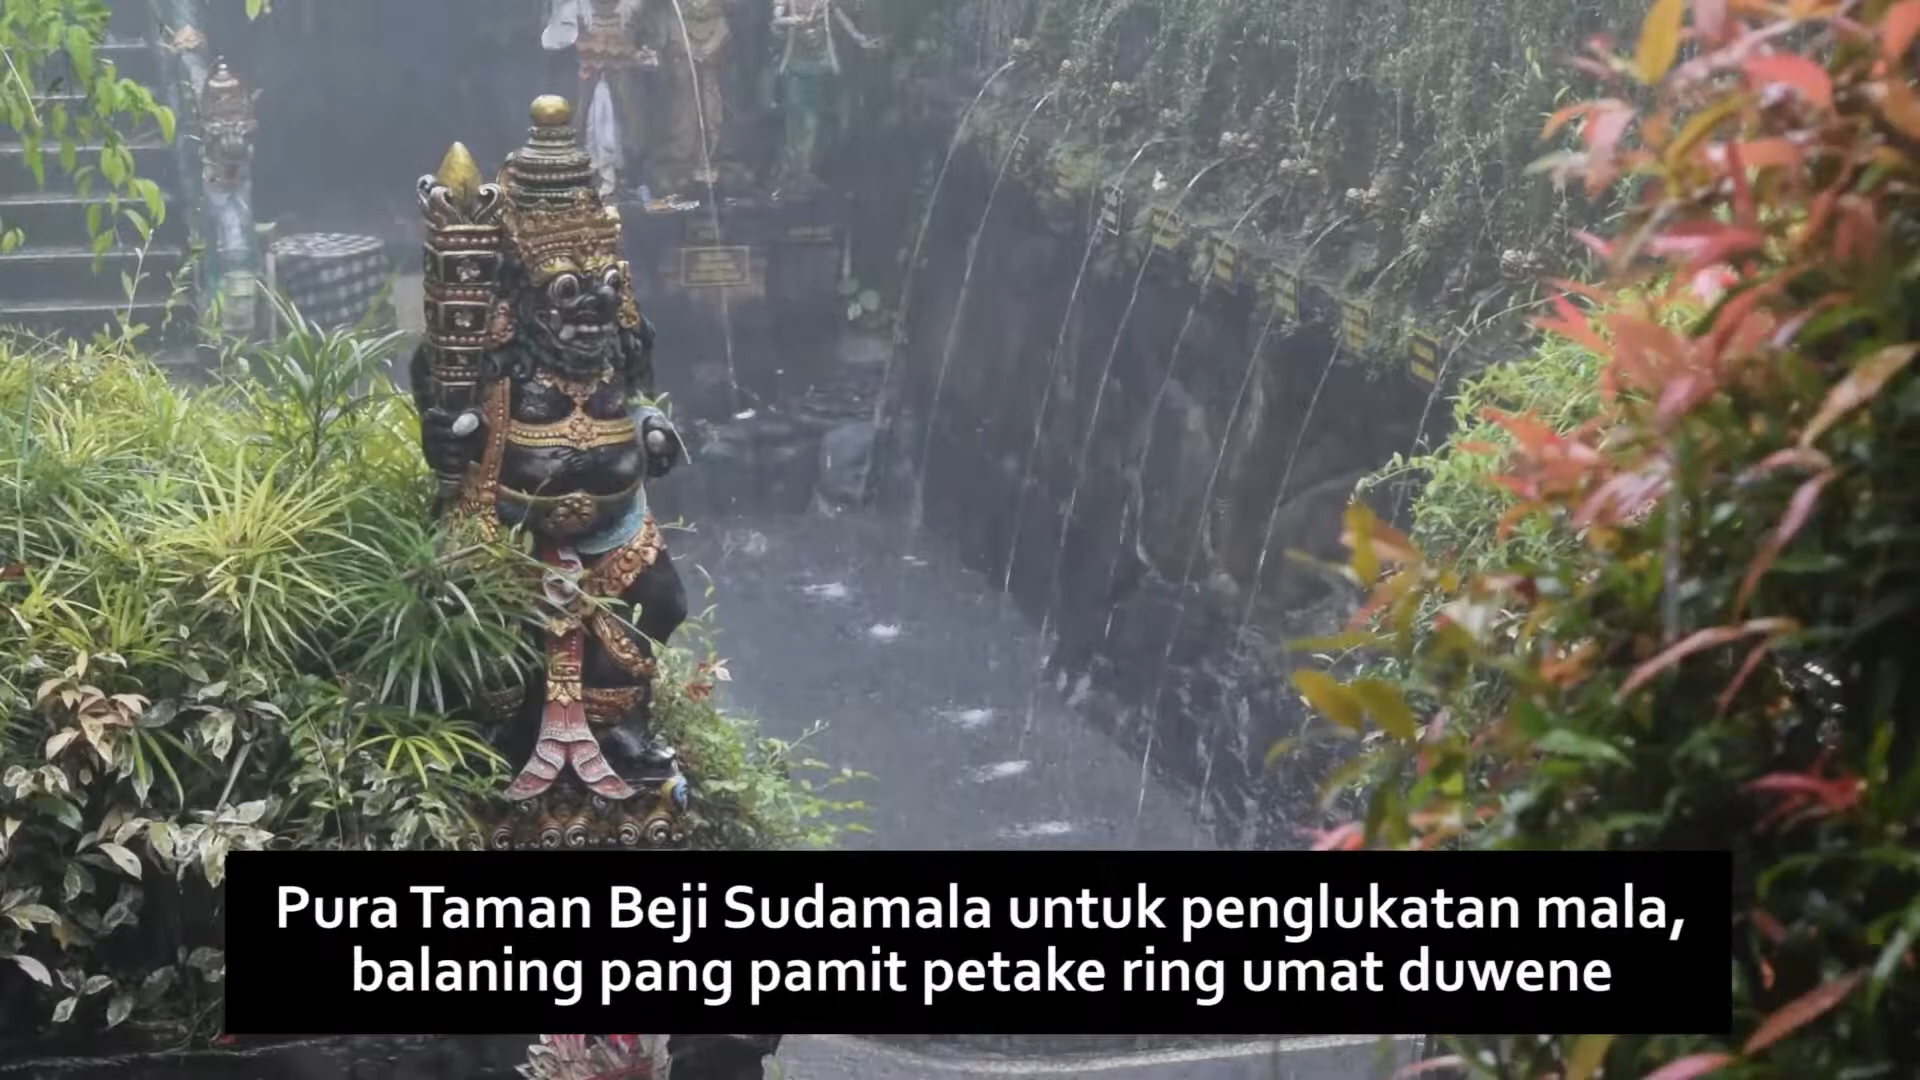 Pura Taman Beji Sudamala untuk penglukatan mala,
balaning pang pamit petake ring umat duwene